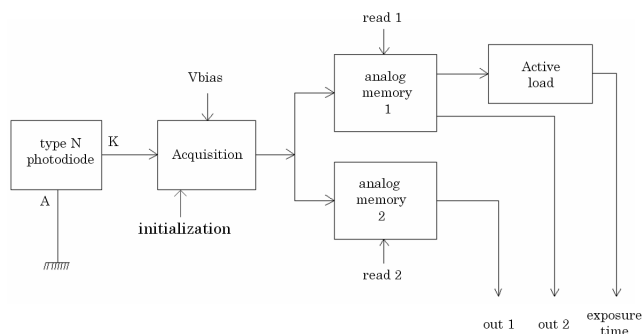 read 1
Vbias
analog
memory
1
Active
load
type N
photodiode
K
Acquisition
A
analog
memory
2
initialization
read 2
out 1
out 2
exposure
time